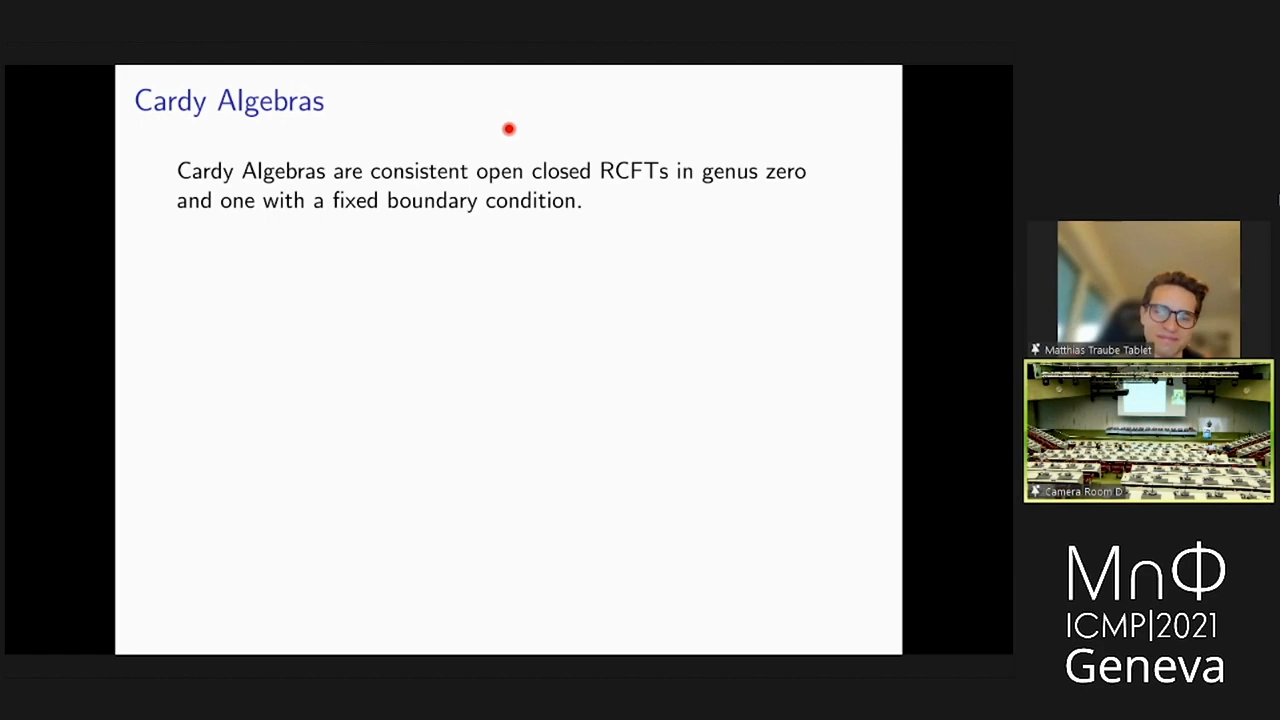 Cardy Algebras
Cardy Algebras are consistent open closed RCFTs in genus zero
and one with a fixed boundary condition.
Matthias Traube Tablet
Camera Room D
M∩Φ
ICMP|2021
Geneva